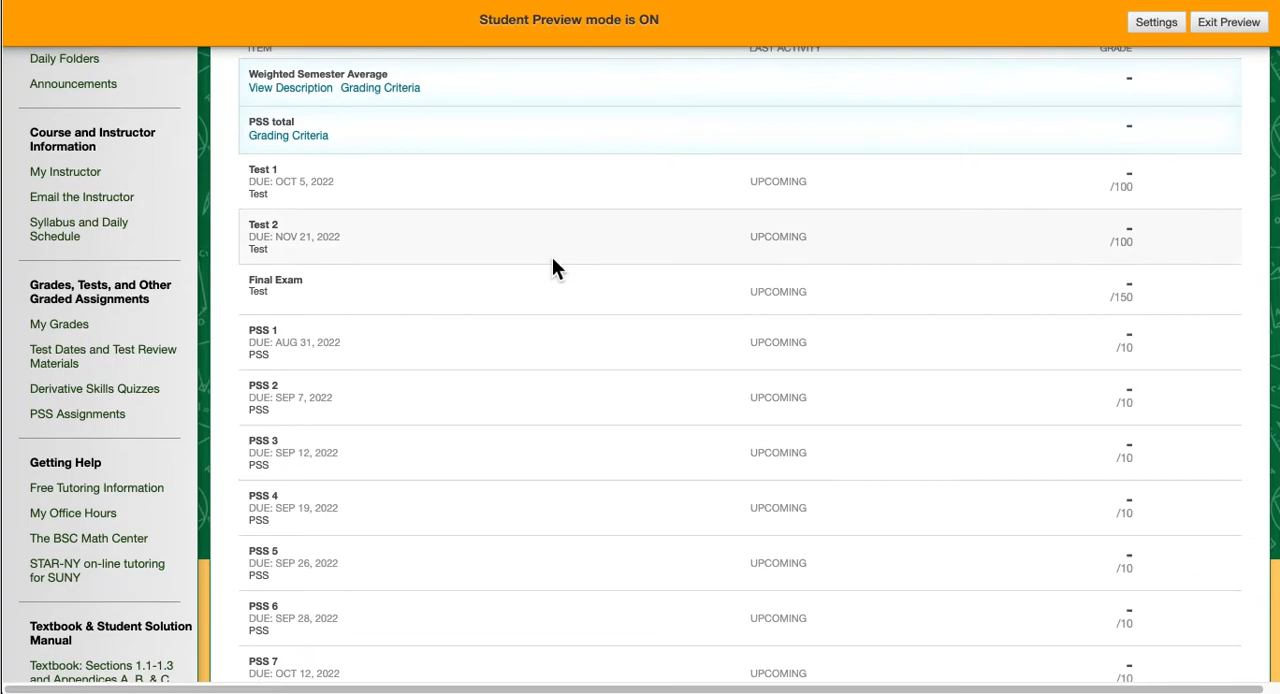 Student Preview mode is ON
Settings
Exit Preview
Daily Folders
Announcements
Course and Instructor
Information
My Instructor
Email the Instructor
Syllabus and Daily
Schedule
Grades, Tests, and Other
Graded Assignments
My Grades
Test Dates and Test Review
Materials
Derivative Skills Quizzes
PSS Assignments
Getting Help
Free Tutoring Information
My Office Hours
The BSC Math Center
STAR-NY on-line tutoring
for SUNY
Textbook & Student Solution
Manual
Textbook: Sections 1.1-1.3
and Appendices A, B, & C
ITEM LAST ACTIVITY GRADE
Weighted Semester Average -
View Description Grading Criteria
PSS total -
Grading Criteria
Test 1 -
DUE: OCT 5, 2022 UPCOMING /100
Test
Test 2 -
DUE: NOV 21, 2022 UPCOMING /100
Test
Final Exam -
Test UPCOMING /150
PSS 1 -
DUE: AUG 31, 2022 UPCOMING /10
PSS
PSS 2 -
DUE: SEP 7, 2022 UPCOMING /10
PSS
PSS 3 -
DUE: SEP 12, 2022 UPCOMING /10
PSS
PSS 4 -
DUE: SEP 19, 2022 UPCOMING /10
PSS
PSS 5 -
DUE: SEP 26, 2022 UPCOMING /10
PSS
PSS 6 -
DUE: SEP 28, 2022 UPCOMING /10
PSS
PSS 7 -
DUE: OCT 12, 2022 UPCOMING /10